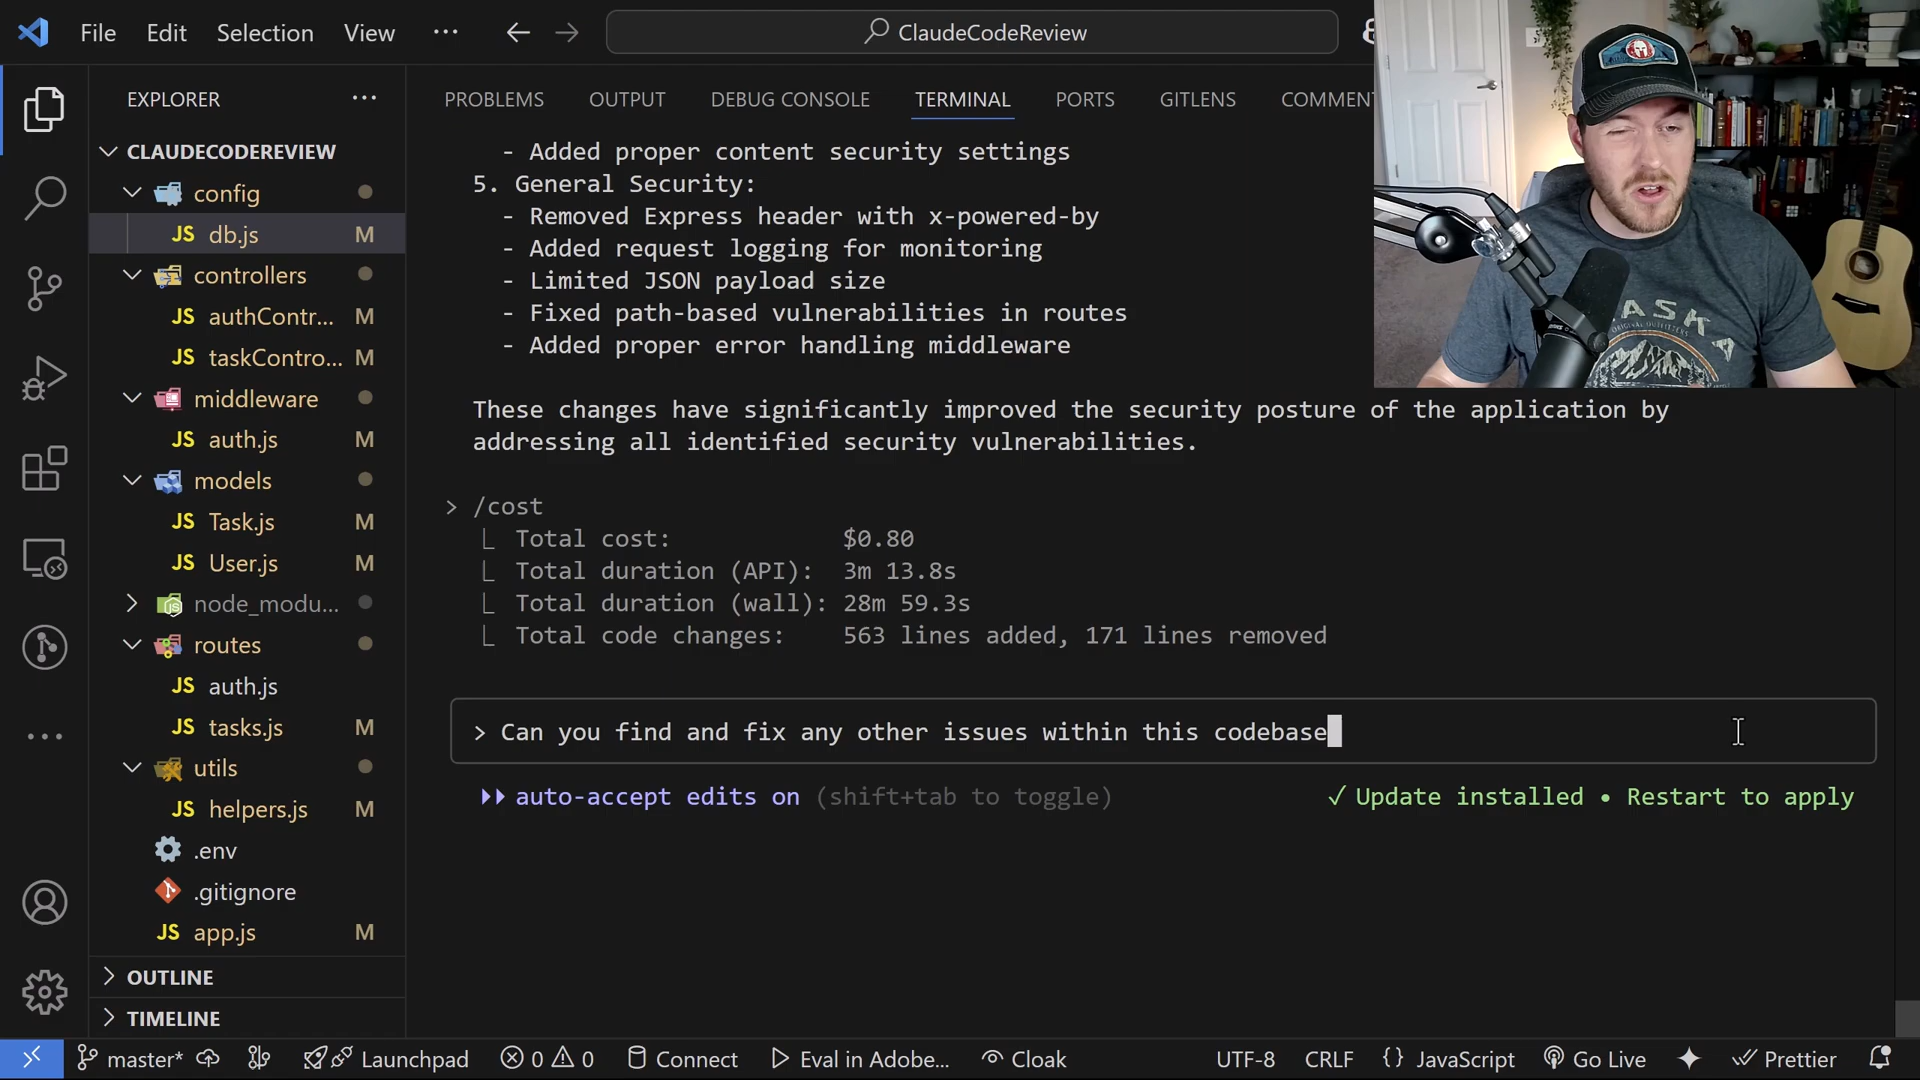 File Edit Selection View ...
ClaudeCodeReview
EXPLORER
PROBLEMS OUTPUT DEBUG CONSOLE TERMINAL PORTS GITLENS COMMEN
CLAUDECODEREVIEW
config
JS db.js M
controllers
JS authContr... M
JS taskContro... M
middleware
JS auth.js M
models
JS Task.js M
JS User.js M
node_modu...
routes
JS auth.js
JS tasks.js M
utils
JS helpers.js M
.env
.gitignore
JS app.js M
OUTLINE
TIMELINE
- Added proper content security settings
5. General Security:
- Removed Express header with x-powered-by
- Added request logging for monitoring
- Limited JSON payload size
- Fixed path-based vulnerabilities in routes
- Added proper error handling middleware
These changes have significantly improved the security posture of the application by
addressing all identified security vulnerabilities.
> /cost
⎿ Total cost: $0.80
⎿ Total duration (API): 3m 13.8s
⎿ Total duration (wall): 28m 59.3s
⎿ Total code changes: 563 lines added, 171 lines removed
> Can you find and fix any other issues within this codebase
auto-accept edits on (shift+tab to toggle)
✓ Update installed • Restart to apply
TASK
ORIGINAL OUTFITTERS
master* Launchpad 0 0 Connect Eval in Adobe... Cloak UTF-8 CRLF {} JavaScript Go Live Prettier